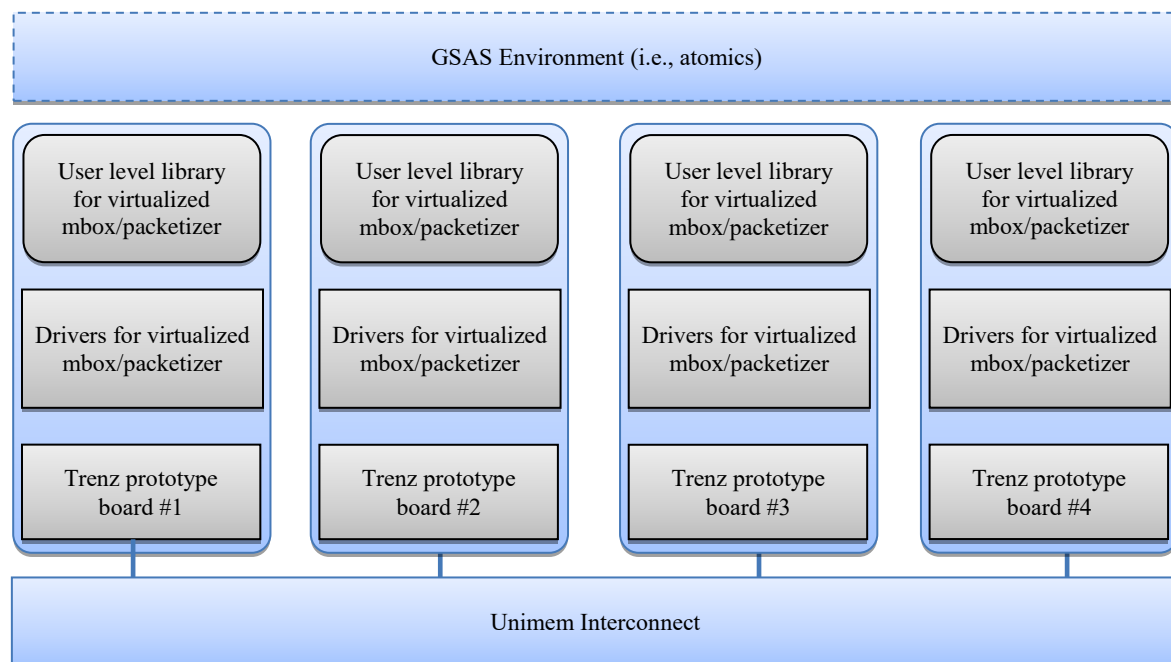 GSAS Environment (i.e., atomics)
User level library
for virtualized
mbox/packetizer
User level library
for virtualized
mbox/packetizer
User level library
for virtualized
mbox/packetizer
User level library
for virtualized
mbox/packetizer
Drivers for virtualized
mbox/packetizer
Drivers for virtualized
mbox/packetizer
Drivers for virtualized
mbox/packetizer
Drivers for virtualized
mbox/packetizer
Trenz prototype
board #1
Trenz prototype
board #2
Trenz prototype
board #3
Trenz prototype
board #4
Unimem Interconnect